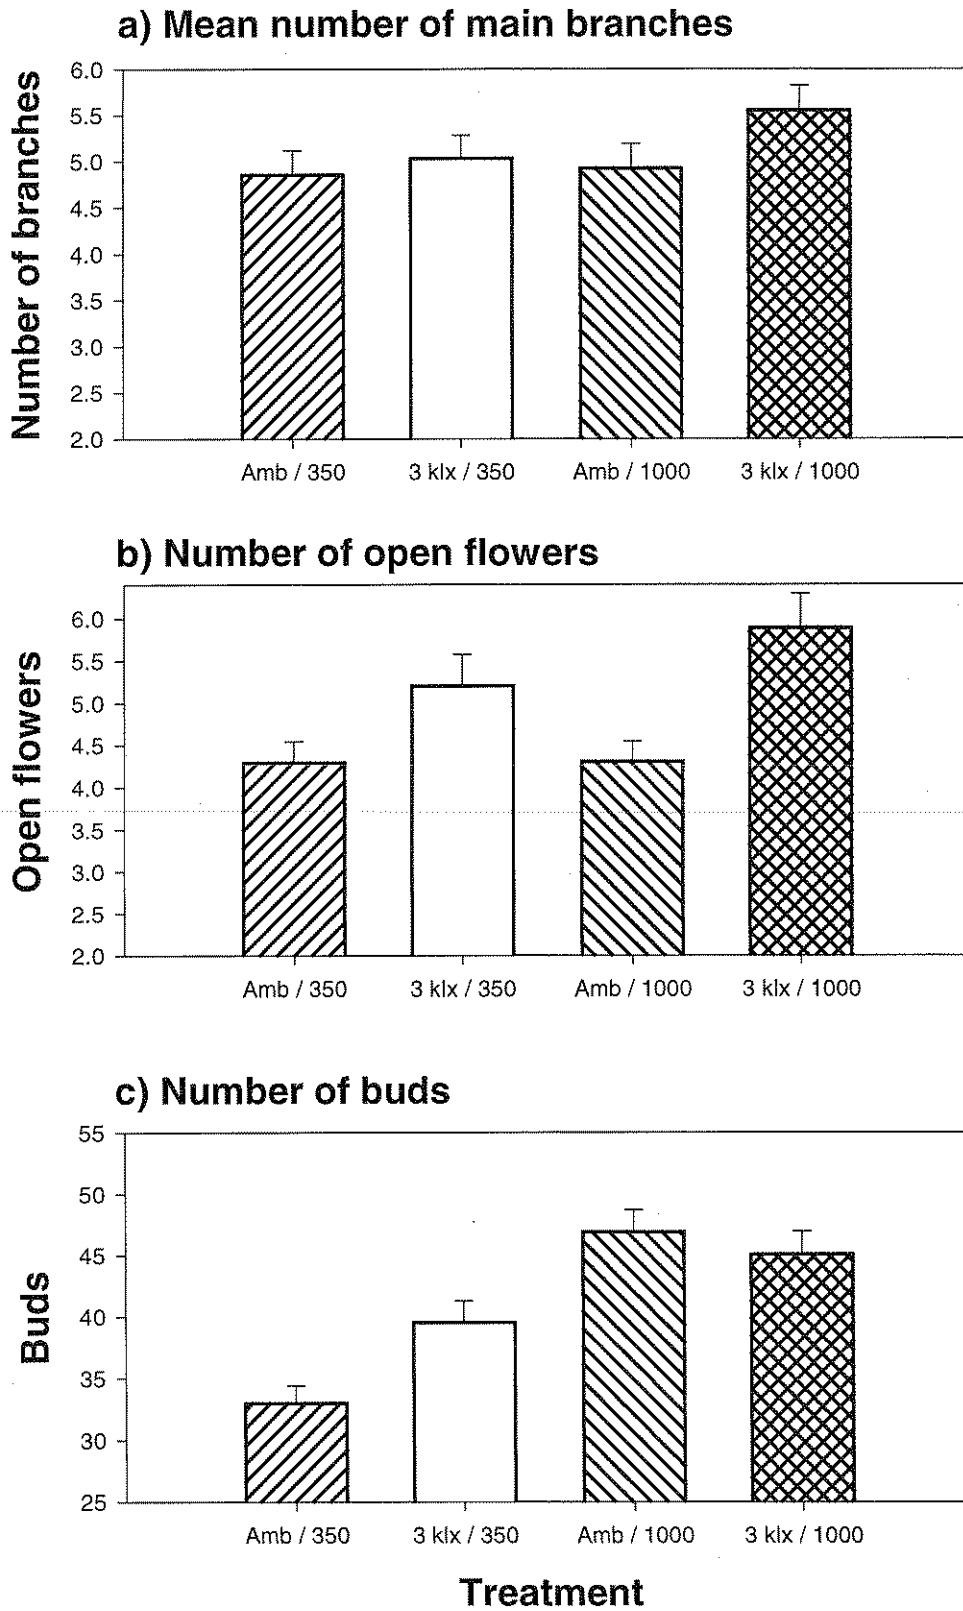 a) Mean number of main branches
Number of branches
6.0
5.5
5.0
4.5
4.0
3.5
3.0
2.5
2.0
Amb / 350
3 klx / 350
Amb / 1000
3 klx / 1000
b) Number of open flowers
Open flowers
6.0
5.5
5.0
4.5
4.0
3.5
3.0
2.5
2.0
Amb / 350
3 klx / 350
Amb / 1000
3 klx / 1000
c) Number of buds
Buds
55
50
45
40
35
30
25
Amb / 350
3 klx / 350
Amb / 1000
3 klx / 1000
Treatment